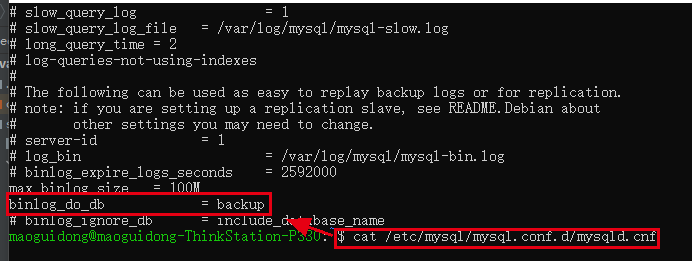 # slow_query_log = 1
# slow_query_log_file = /var/log/mysql/mysql-slow.log
# long_query_time = 2
# log-queries-not-using-indexes
#
# The following can be used as easy to replay backup logs or for replication.
# note: if you are setting up a replication slave, see README.Debian about
# other settings you may need to change.
# server-id = 1
# log_bin = /var/log/mysql/mysql-bin.log
# binlog_expire_logs_seconds = 2592000
max_binlog_size = 100M
binlog_do_db = backup
# binlog_ignore_db = include_database_name
maoguidong@maoguidong-ThinkStation-P330: $ cat /etc/mysql/mysql.conf.d/mysqld.cnf